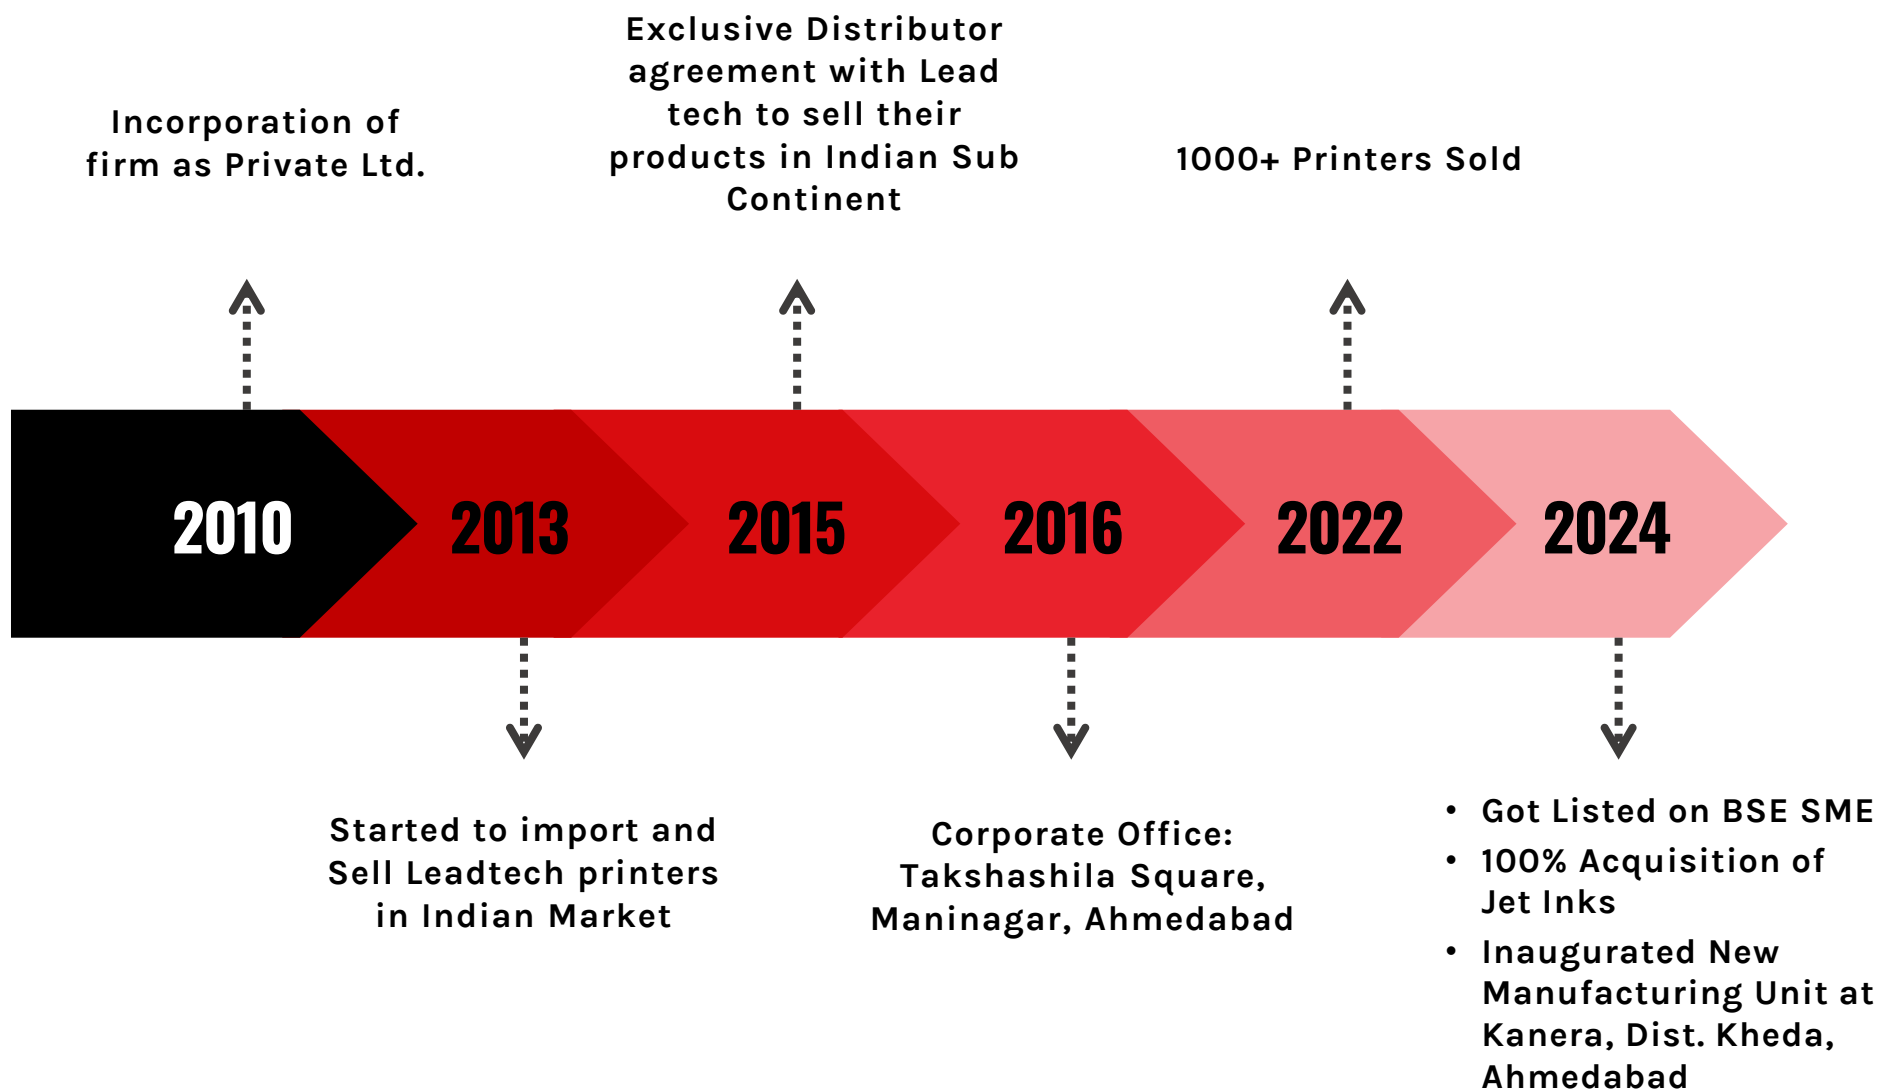 Incorporation of
firm as Private Ltd.
Exclusive Distributor
agreement with Lead
tech to sell their
products in Indian Sub
Continent
1000+ Printers Sold
2010
2013
2015
2016
2022
2024
Started to import and
Sell Leadtech printers
in Indian Market
Corporate Office:
Takshashila Square,
Maninagar, Ahmedabad
• Got Listed on BSE SME
• 100% Acquisition of
Jet Inks
• Inaugurated New
Manufacturing Unit at
Kanera, Dist. Kheda,
Ahmedabad